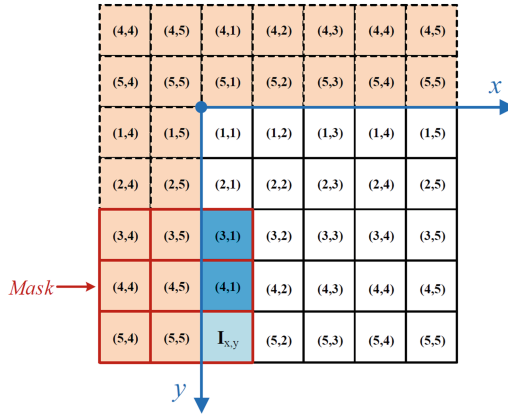 (4,4) (4,5) (4,1) (4,2) (4,3) (4,4) (4,5)
(5,4) (5,5) (5,1) (5,2) (5,3) (5,4) (5,5)
x
(1,4) (1,5) (1,1) (1,2) (1,3) (1,4) (1,5)
(2,4) (2,5) (2,1) (2,2) (2,3) (2,4) (2,5)
(3,4) (3,5) (3,1) (3,2) (3,3) (3,4) (3,5)
Mask (4,4) (4,5) (4,1) (4,2) (4,3) (4,4) (4,5)
(5,4) (5,5) Ix,y (5,2) (5,3) (5,4) (5,5)
y